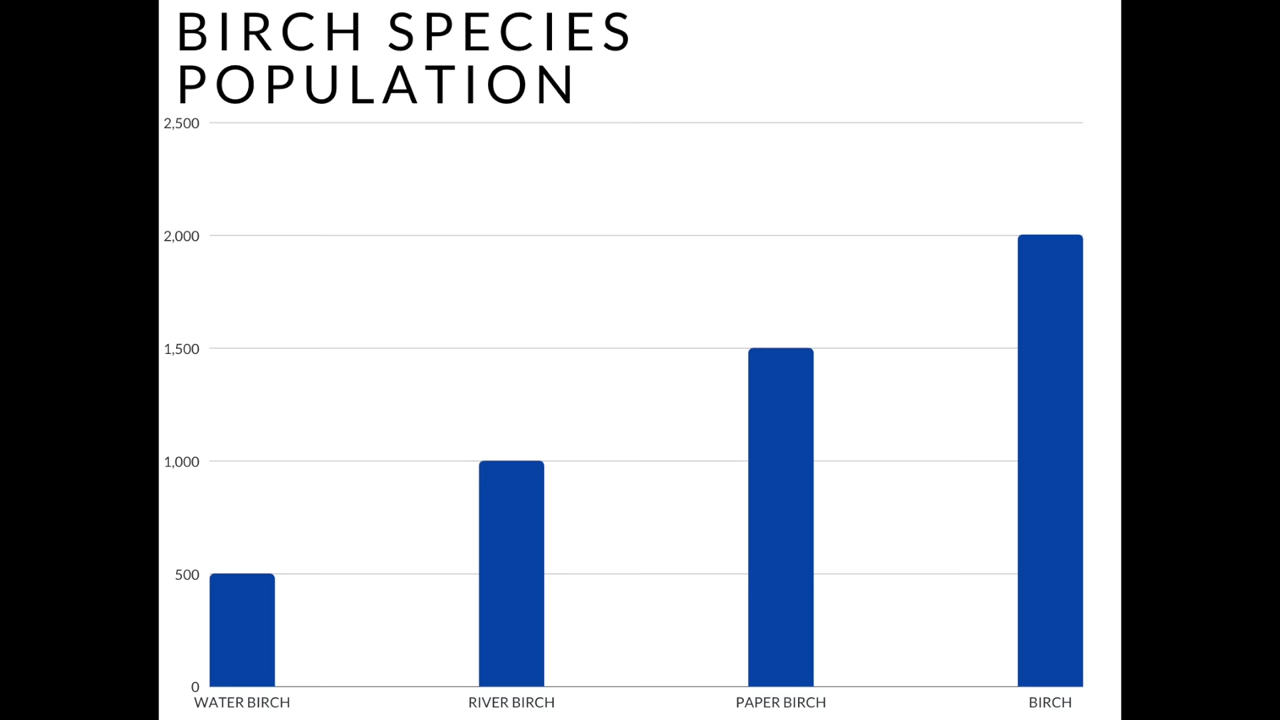 BIRCH SPECIES
POPULATION
2,500
2,000
1,500
1,000
500
0
WATER BIRCH
RIVER BIRCH
PAPER BIRCH
BIRCH